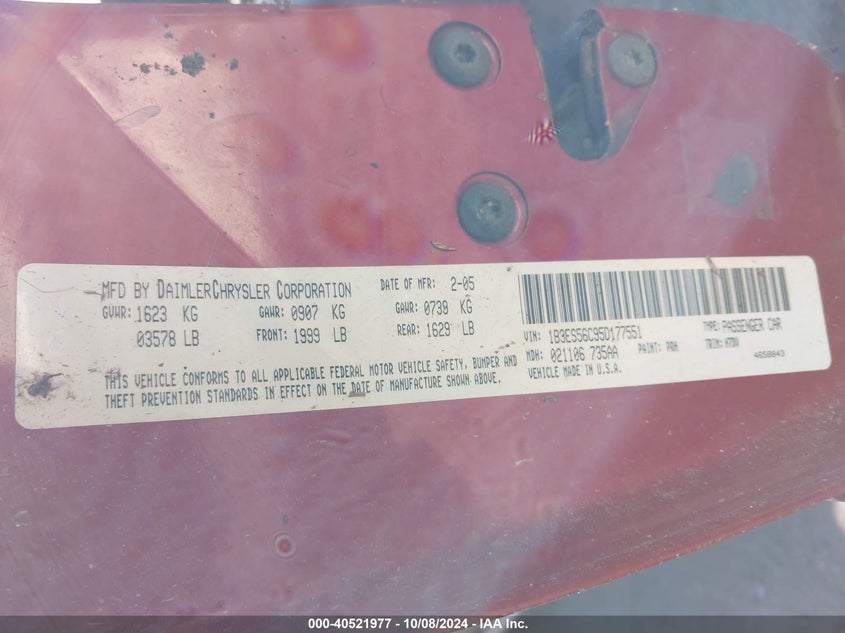 MFD BY DAIMLERCHRYSLER CORPORATION DATE OF MFR: 2-05
GVWR: 1623 KG GAWR: 0907 KG GAWR: 0739 KG
03578 LB FRONT: 1999 LB REAR: 1629 LB
THIS VEHICLE CONFORMS TO ALL APPLICABLE FEDERAL MOTOR VEHICLE SAFETY, BUMPER AND
THEFT PREVENTION STANDARDS IN EFFECT ON THE DATE OF MANUFACTURE SHOWN ABOVE.
VIN: 1B3ES56C95D177551 TYPE: PASSENGER CAR
MDH: 021106 735AA PAINT: PRH TRIM: A7DV
VEHICLE MADE IN U.S.A. 4650843
000-40521977 - 10/08/2024 - IAA Inc.